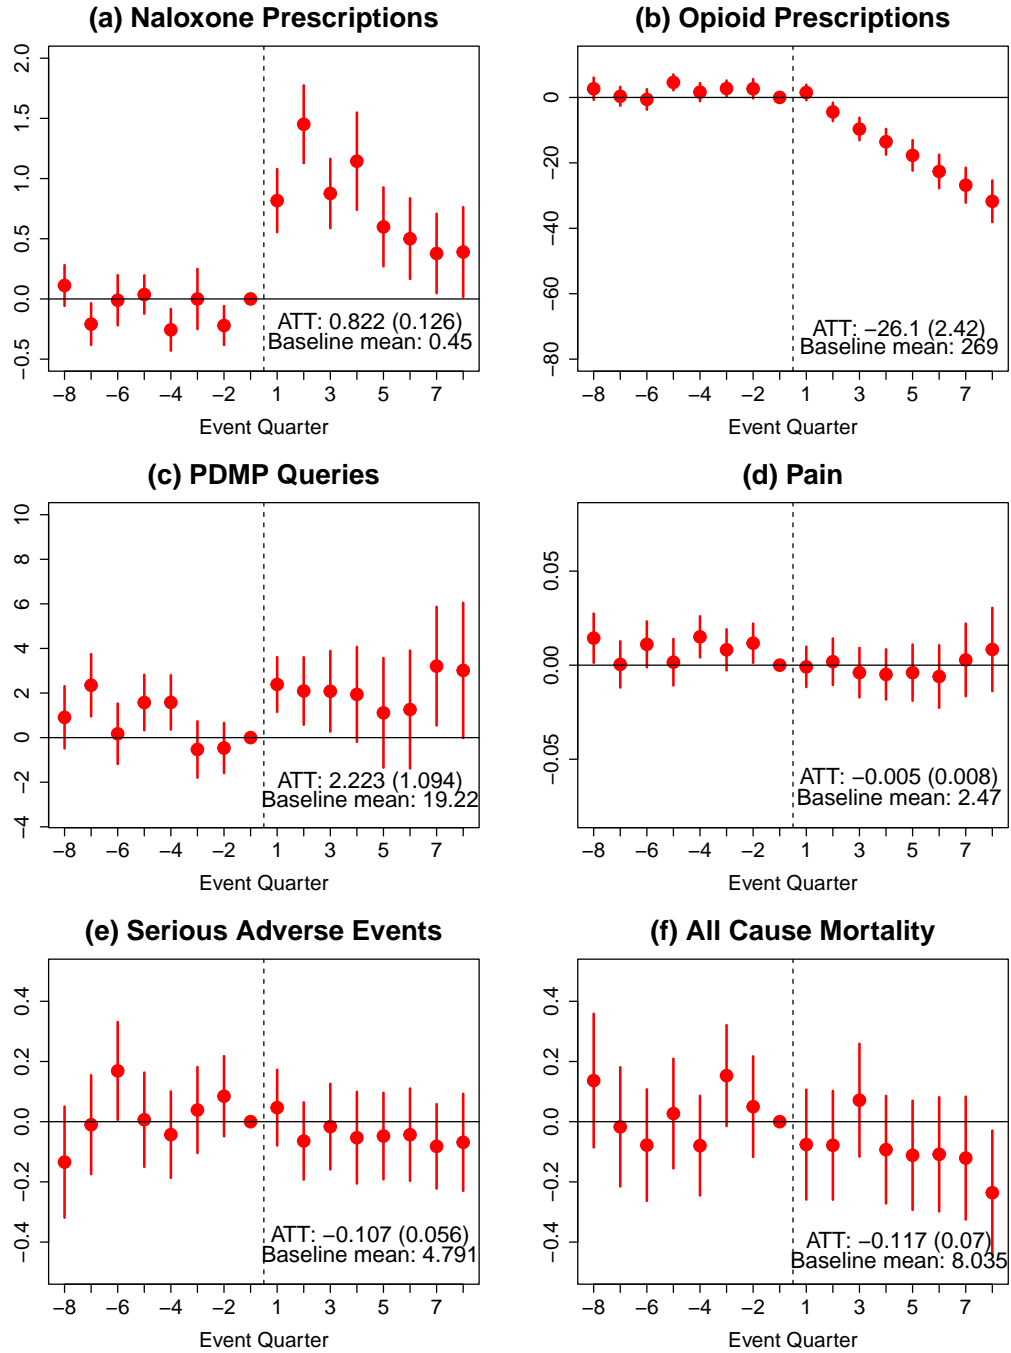 (a) Naloxone Prescriptions
2.0
1.5
1.0
0.5
0.0
−0.5
ATT: 0.822 (0.126)
Baseline mean: 0.45
−8 −6 −4 −2 1 3 5 7
Event Quarter
(b) Opioid Prescriptions
0
−20
−40
−60
−80
ATT: −26.1 (2.42)
Baseline mean: 269
−8 −6 −4 −2 1 3 5 7
Event Quarter
(c) PDMP Queries
10
8
6
4
2
0
−2
−4
ATT: 2.223 (1.094)
Baseline mean: 19.22
−8 −6 −4 −2 1 3 5 7
Event Quarter
(d) Pain
0.05
0.00
−0.05
ATT: −0.005 (0.008)
Baseline mean: 2.47
−8 −6 −4 −2 1 3 5 7
Event Quarter
(e) Serious Adverse Events
0.4
0.2
0.0
−0.2
−0.4
ATT: −0.107 (0.056)
Baseline mean: 4.791
−8 −6 −4 −2 1 3 5 7
Event Quarter
(f) All Cause Mortality
0.4
0.2
0.0
−0.2
−0.4
ATT: −0.117 (0.07)
Baseline mean: 8.035
−8 −6 −4 −2 1 3 5 7
Event Quarter